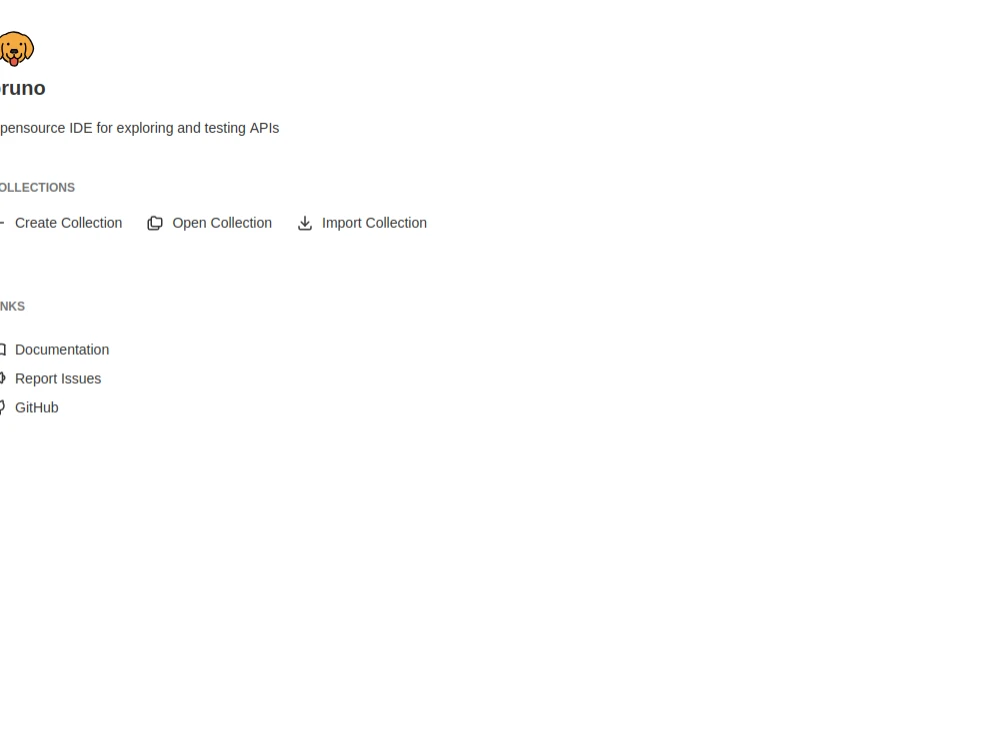 runo
pensource IDE for exploring and testing APIs
OLLECTIONS
Create Collection Open Collection Import Collection
NKS
Documentation
Report Issues
GitHub